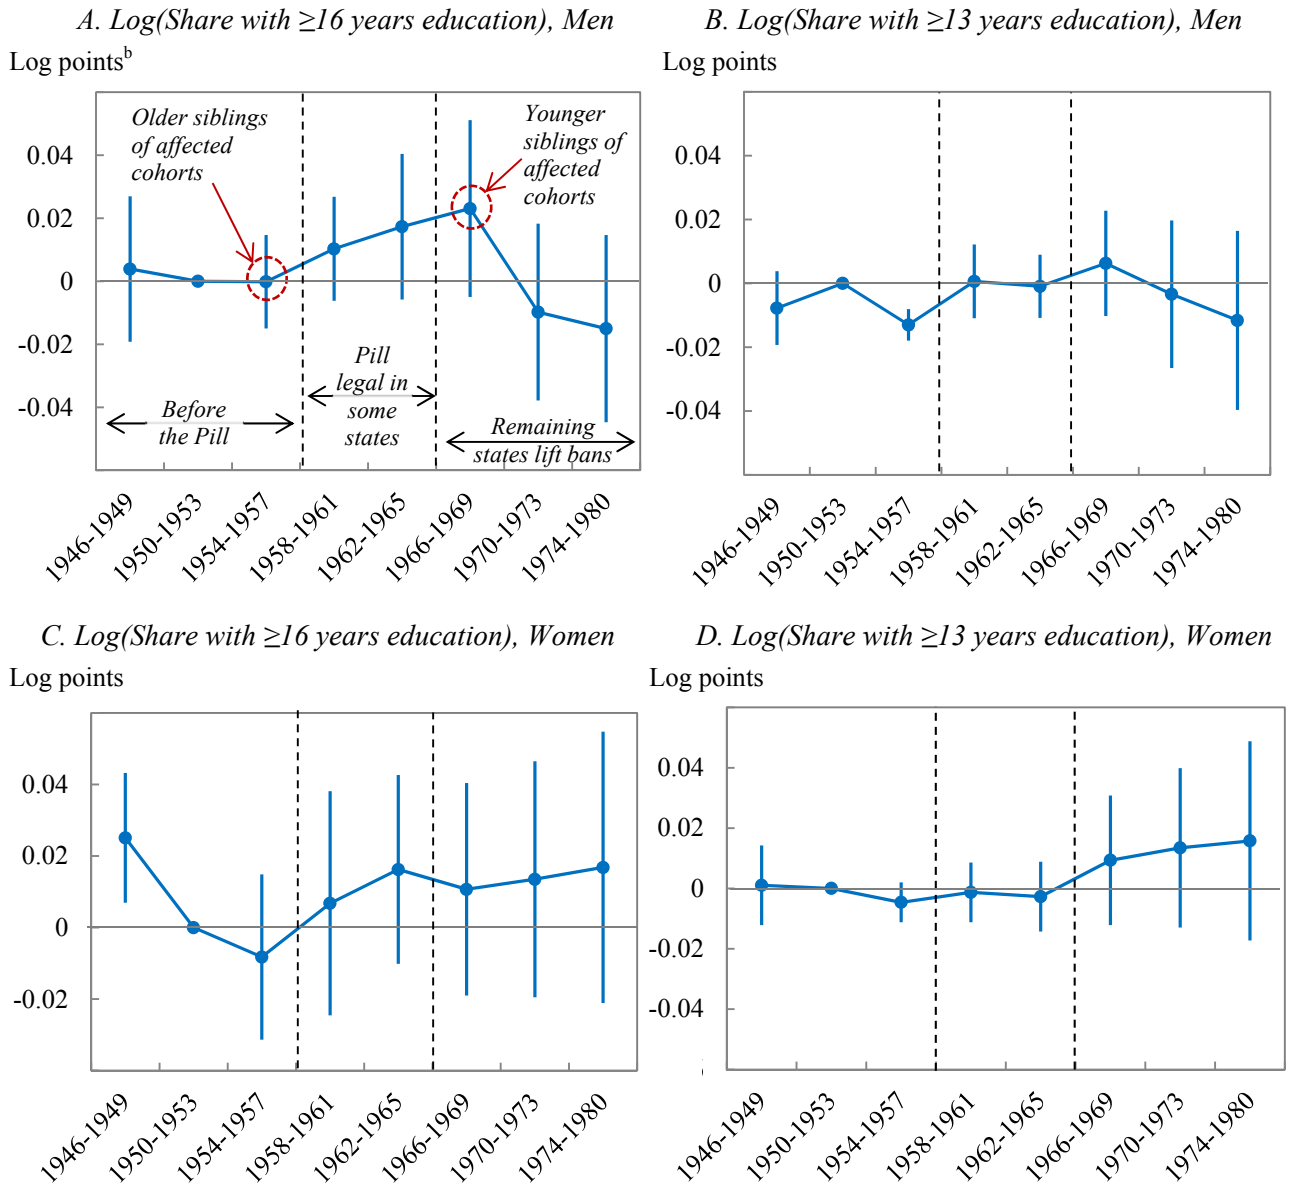 A. Log(Share with ≥16 years education), Men
Log points^b
0.04
0.02
0
-0.02
-0.04
Older siblings
of affected
cohorts
Younger
siblings of
affected
cohorts
Before
the Pill
Pill
legal in
some
states
Remaining
states lift bans
1946-1949
1950-1953
1954-1957
1958-1961
1962-1965
1966-1969
1970-1973
1974-1980
B. Log(Share with ≥13 years education), Men
Log points
0.04
0.02
0
-0.02
-0.04
1946-1949
1950-1953
1954-1957
1958-1961
1962-1965
1966-1969
1970-1973
1974-1980
C. Log(Share with ≥16 years education), Women
Log points
0.04
0.02
0
-0.02
1946-1949
1950-1953
1954-1957
1958-1961
1962-1965
1966-1969
1970-1973
1974-1980
D. Log(Share with ≥13 years education), Women
Log points
0.04
0.02
0
-0.02
-0.04
1946-1949
1950-1953
1954-1957
1958-1961
1962-1965
1966-1969
1970-1973
1974-1980